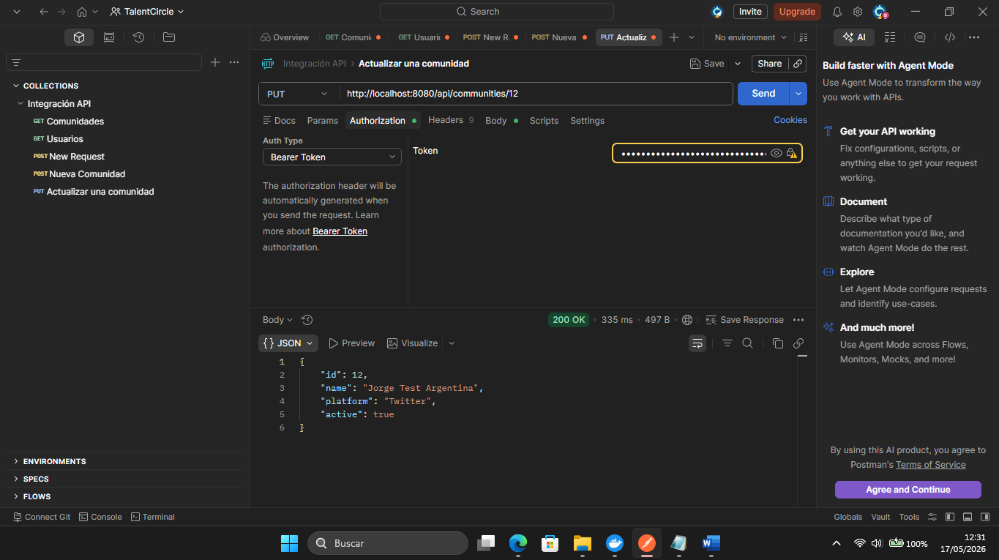 TalentCircle
Search
Invite
Upgrade
Overview
GET Comuni
GET Usuari
POST New R
POST Nueva
PUT Actualiz
No environment
AI
COLLECTIONS
Integración API
GET Comunidades
GET Usuarios
POST New Request
POST Nueva Comunidad
PUT Actualizar una comunidad
ENVIRONMENTS
SPECS
FLOWS
HTTP Integración API > Actualizar una comunidad
Save
Share
PUT
http://localhost:8080/api/communities/12
Send
Docs
Params
Authorization
Headers 9
Body
Scripts
Settings
Cookies
Auth Type
Bearer Token
The authorization header will be
automatically generated when
you send the request. Learn
more about Bearer Token
authorization.
Token
Body
200 OK
335 ms
497 B
e.g. Save Response
{} JSON
Preview
Visualize
1 {
2 "id": 12,
3 "name": "Jorge Test Argentina",
4 "platform": "Twitter",
5 "active": true
6 }
Build faster with Agent Mode
Use Agent Mode to transform the way
you work with APIs.
Get your API working
Fix configurations, scripts, or
anything else to get your request
working.
Document
Describe what type of
documentation you'd like, and
watch Agent Mode do the rest.
Explore
Let Agent Mode configure requests
and identify use-cases.
And much more!
Use Agent Mode across Flows,
Monitors, Mocks, and more!
By using this AI product, you agree to
Postman's Terms of Service
Agree and Continue
Connect Git
Console
Terminal
Globals
Vault
Tools
Buscar
100%
12:31
17/05/2026